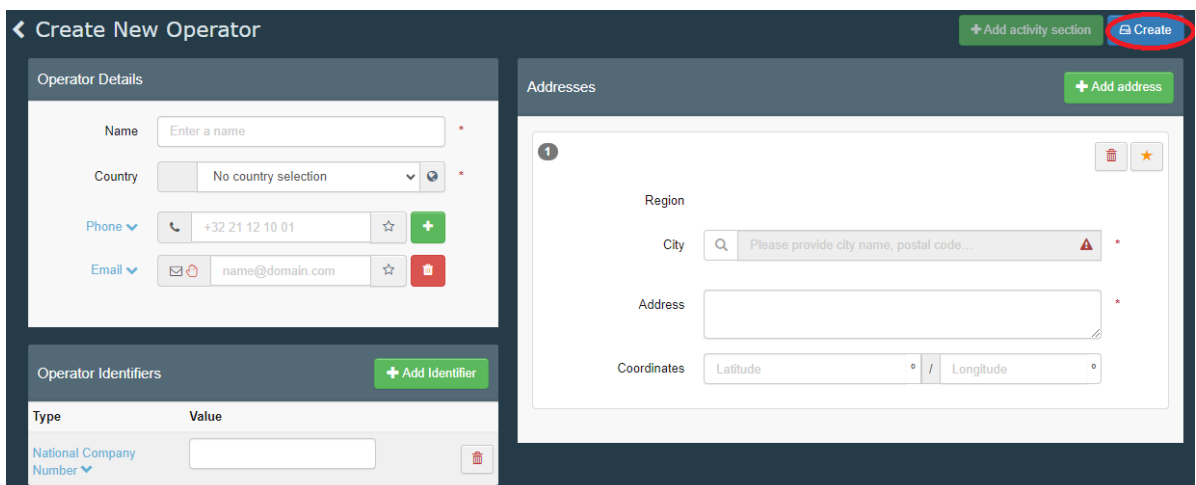 Create New Operator
Add activity section
Create
Operator Details
Name
Enter a name
*
Country
No country selection
*
Phone
+32 21 12 10 01
Email
name@domain.com
Operator Identifiers
Add Identifier
Type Value
National Company
Number
Addresses
Add address
1
Region
City
Please provide city name, postal code...
*
Address
*
Coordinates
Latitude
°
/
Longitude
°